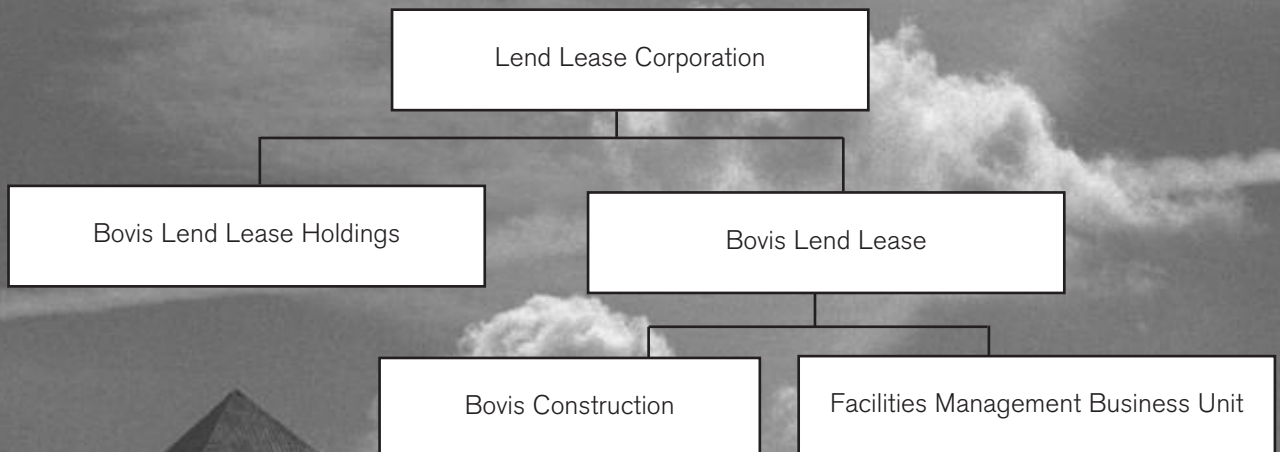 Lend Lease Corporation
Bovis Lend Lease Holdings
Bovis Lend Lease
Bovis Construction
Facilities Management Business Unit